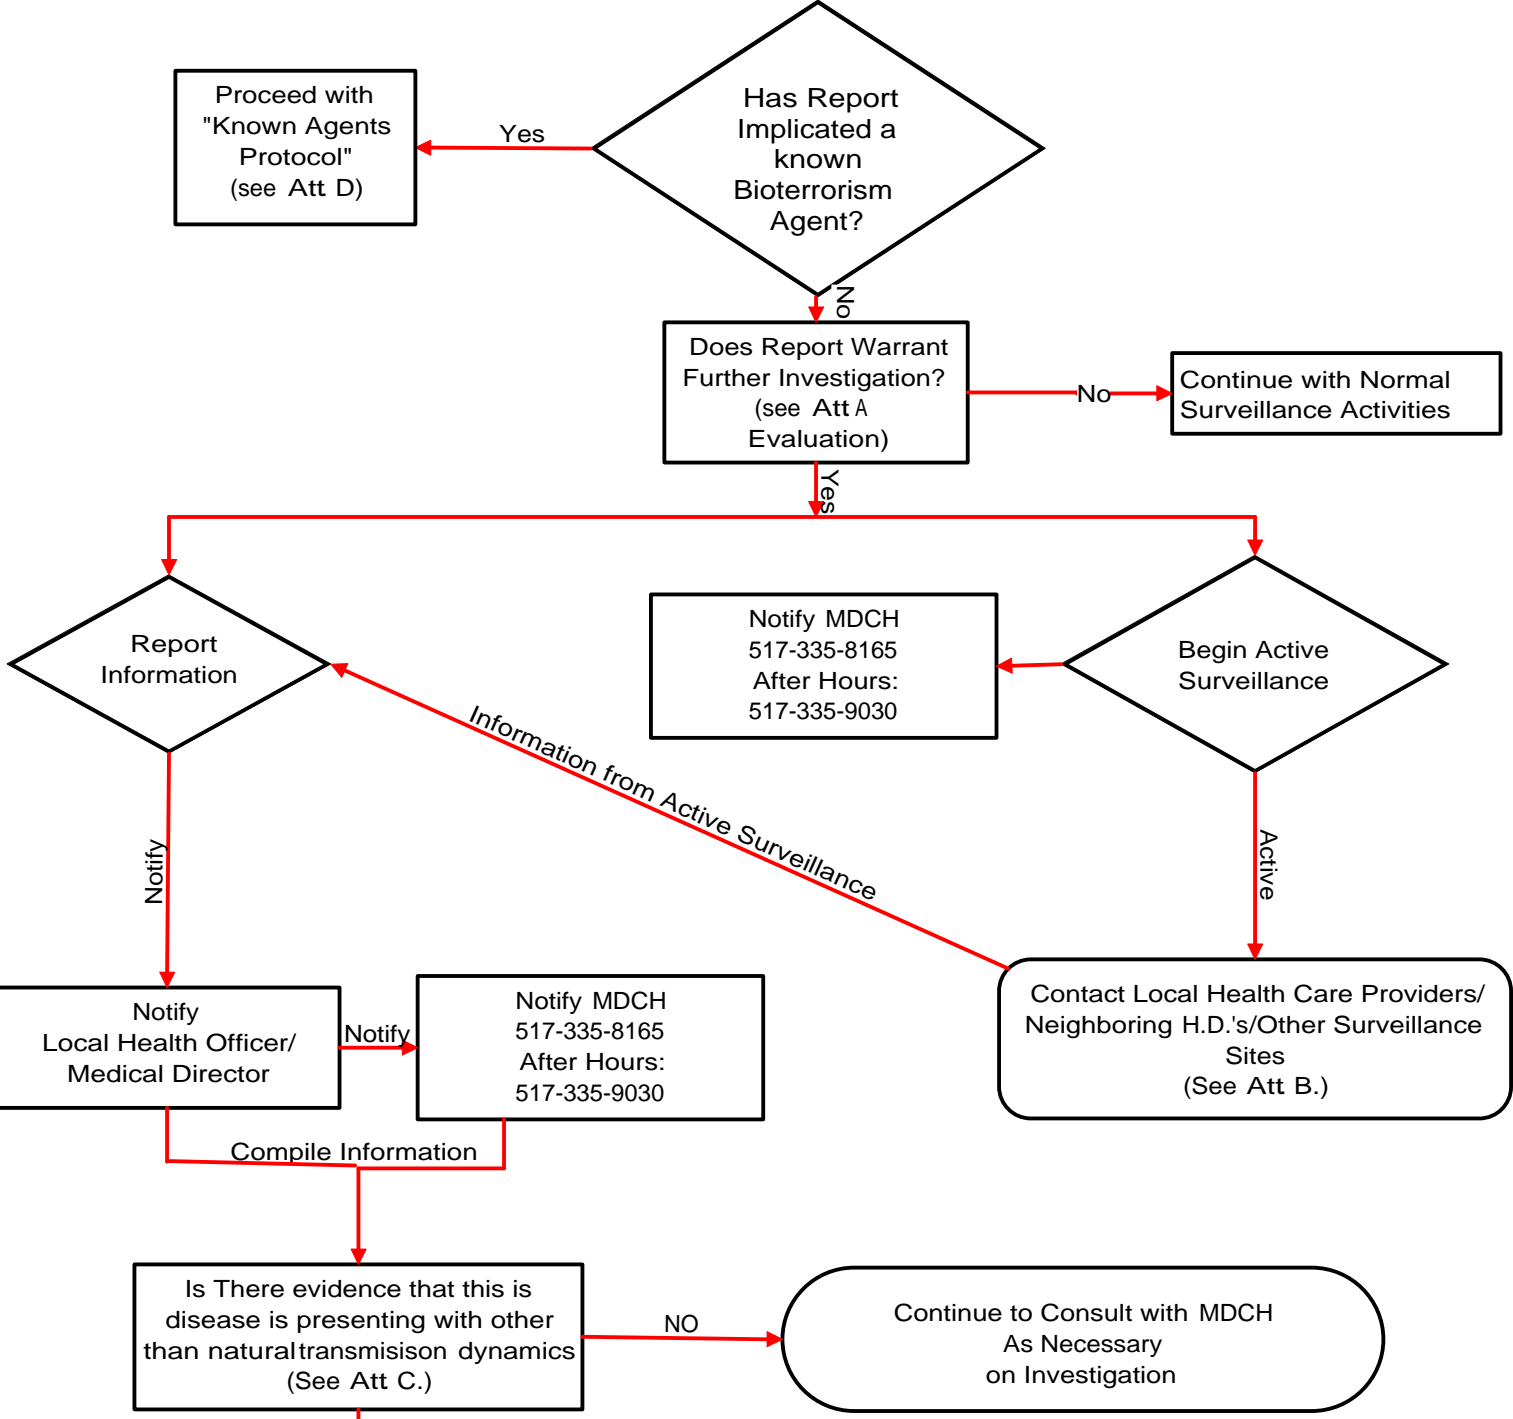 Has Report
Implicated a
known
Bioterrorism
Agent?
Yes
Proceed with
"Known Agents
Protocol"
(see Att. D)
No
Does Report Warrant
Further Investigation?
(see Att A
Evaluation)
No
Continue with Normal
Surveillance Activities
Yes
Report
Information
Notify MDCH
517-335-8165
After Hours:
517-335-9030
Begin Active
Surveillance
Information from Active Surveillance
Notify
Active
Notify
Local Health Officer/
Medical Director
Notify
Notify MDCH
517-335-8165
After Hours:
517-335-9030
Contact Local Health Care Providers/
Neighboring H.D.'s/Other Surveillance
Sites
(See Att. B.)
Compile Information
Is There evidence that this is
disease is presenting with other
than natural transmisison dynamics
(See Att. C.)
NO
Continue to Consult with MDCH
As Necessary
on Investigation